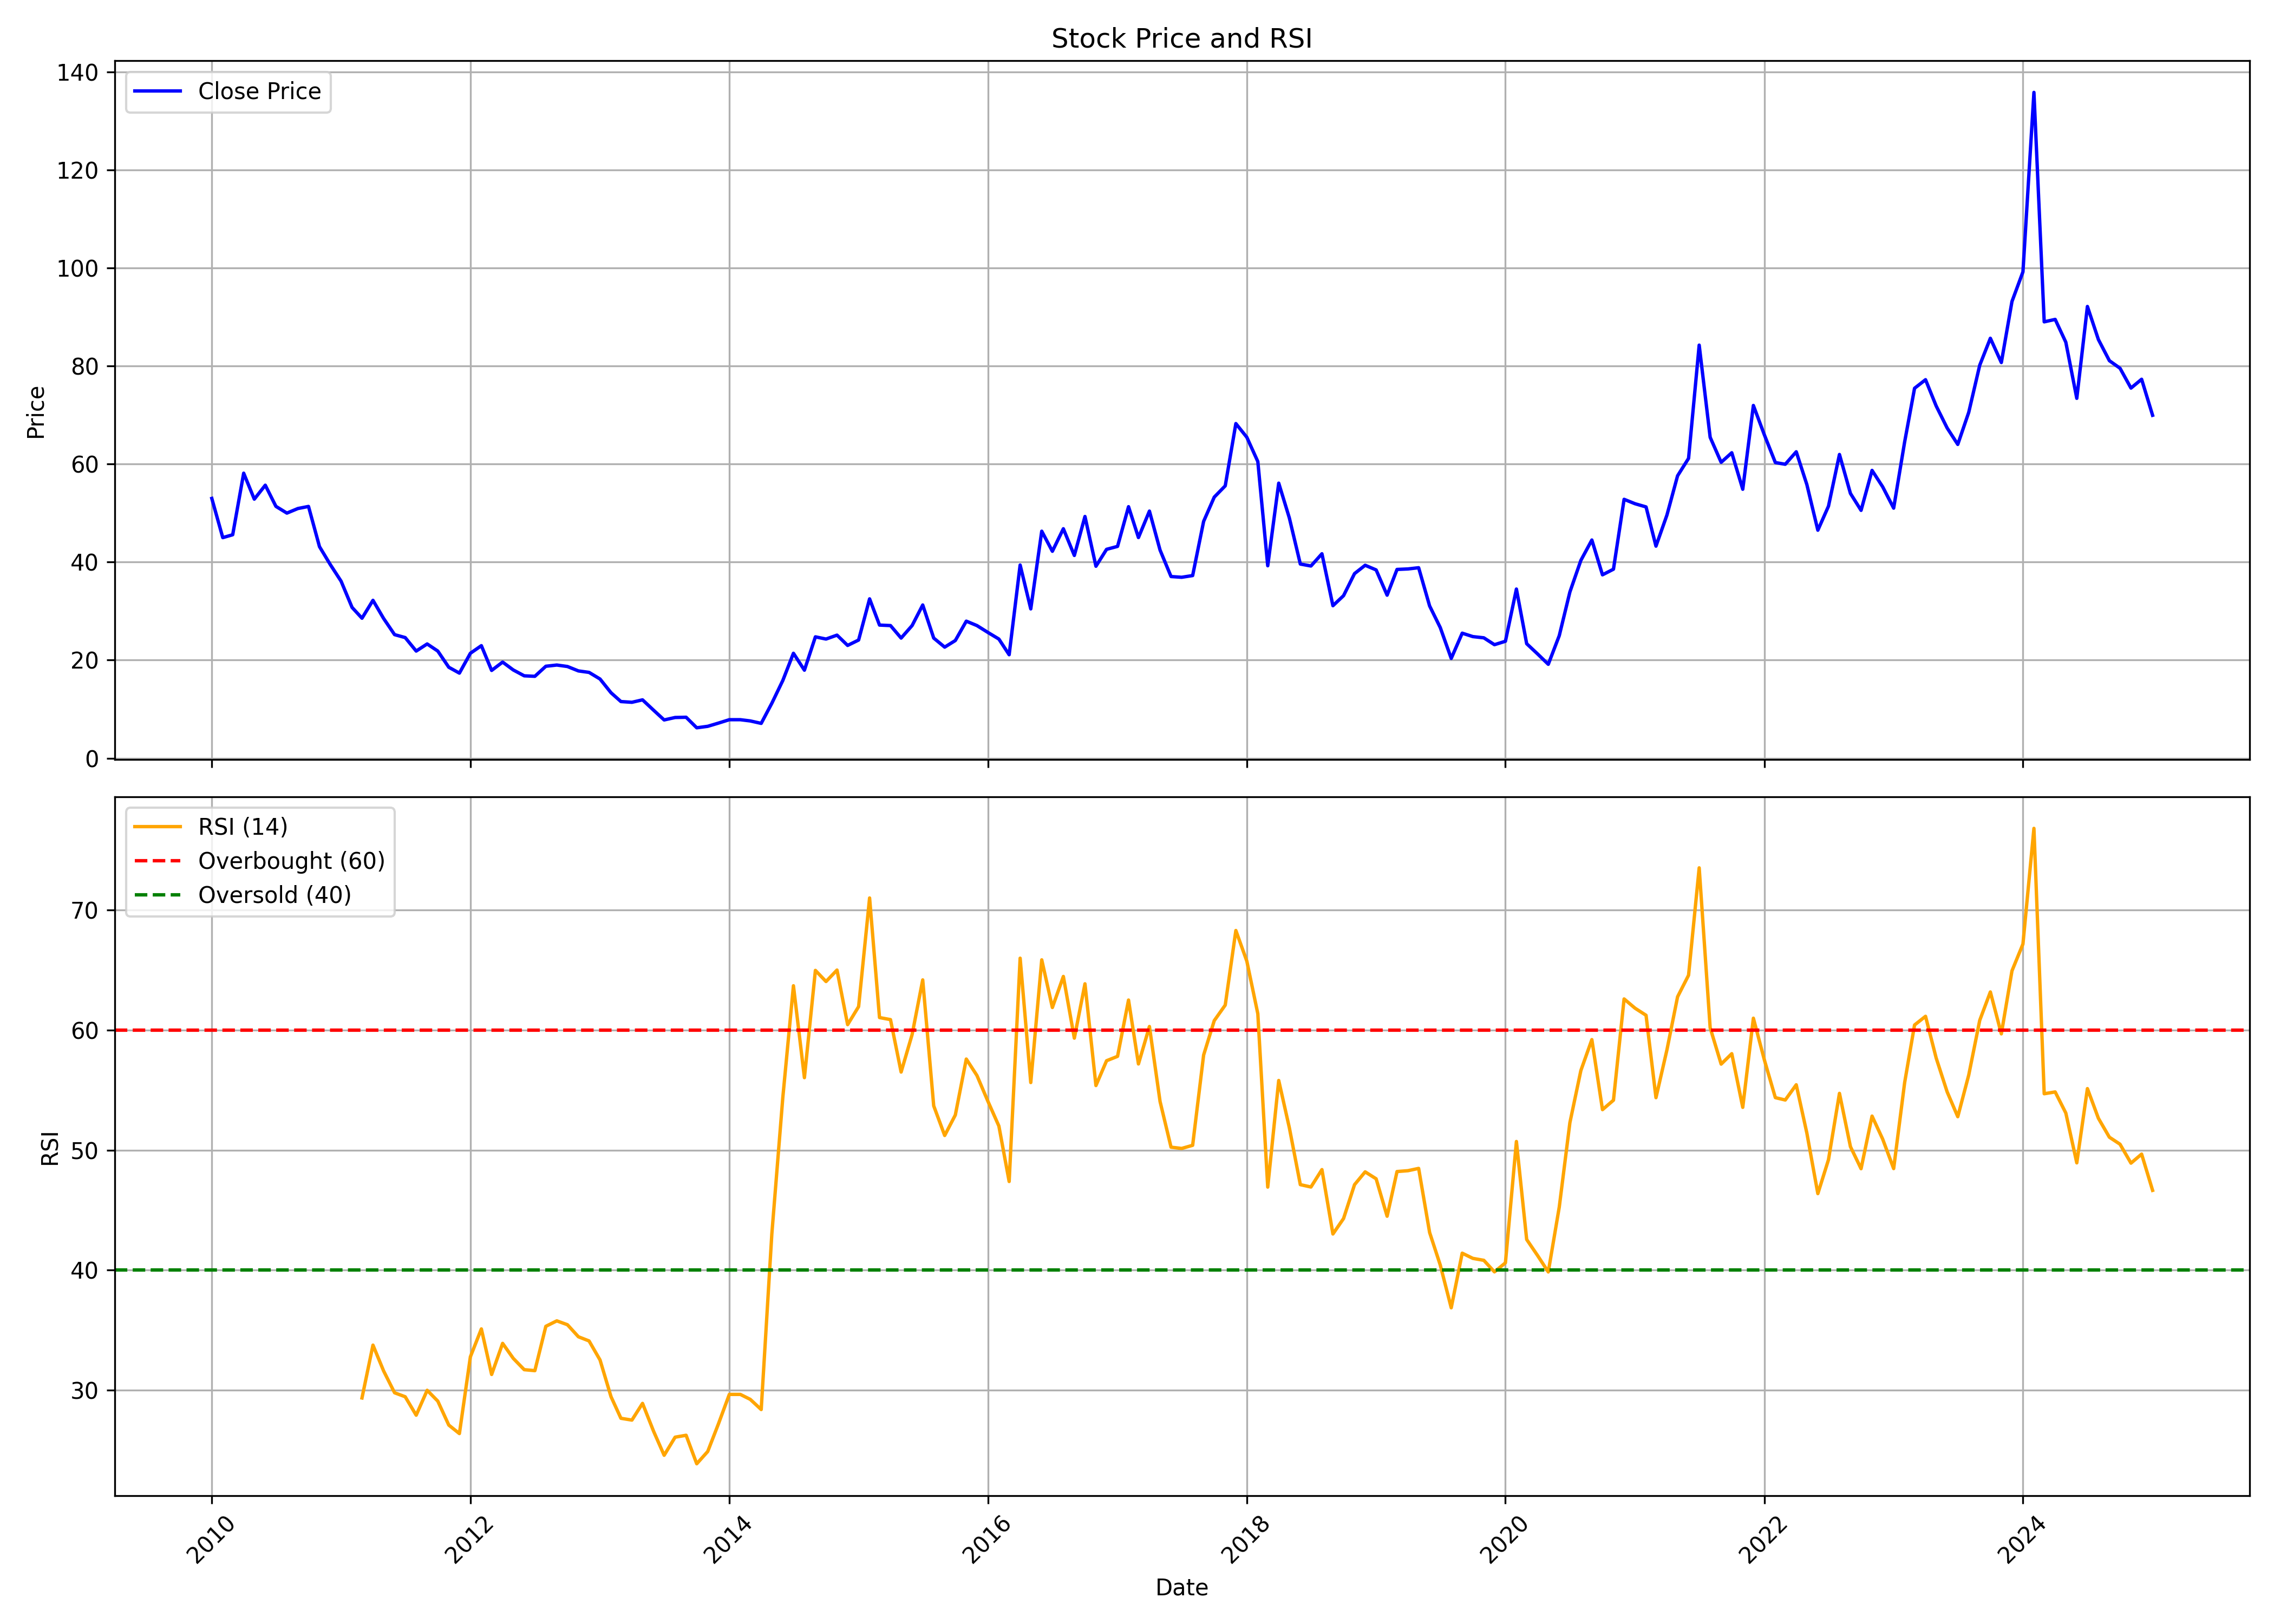 Stock Price and RSI
140
120
100
80
60
40
20
0
Price
Close Price
70
60
50
40
30
RSI
RSI (14)
Overbought (60)
Oversold (40)
2010
2012
2014
2016
2018
2020
2022
2024
Date